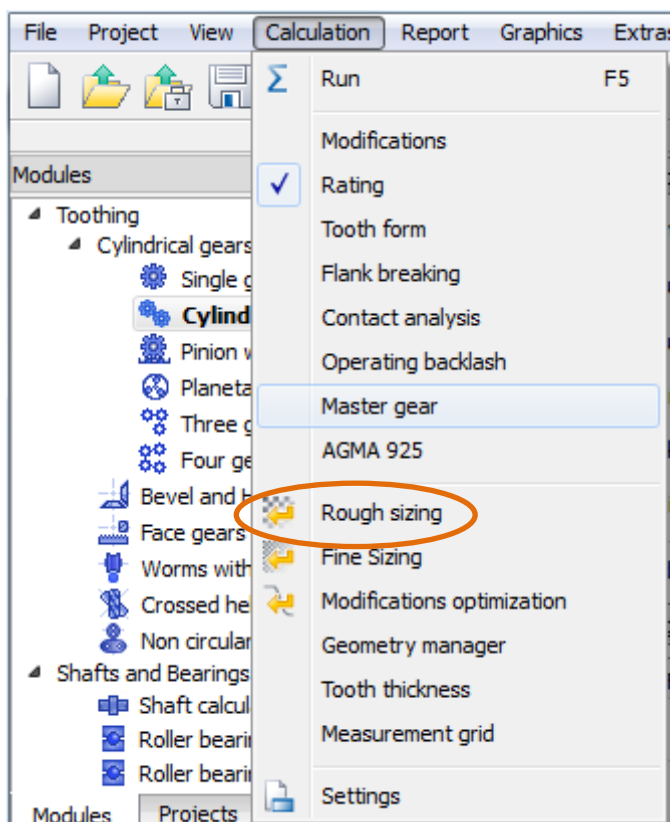 File Project View Calculation Report Graphics Extras
Run F5
Modifications
Modules
Rating
Toothing
Tooth form
Cylindrical gears
Flank breaking
Single g
Cylind
Contact analysis
Pinion w
Operating backlash
Planeta
Master gear
Three g
AGMA 925
Four ge
Bevel and H
Rough sizing
Face gears
Fine Sizing
Worms with
Modifications optimization
Crossed hel
Geometry manager
Non circular
Shafts and Bearings
Tooth thickness
Shaft calcul
Measurement grid
Roller bearin
Roller bearin
Settings
Modules Projects